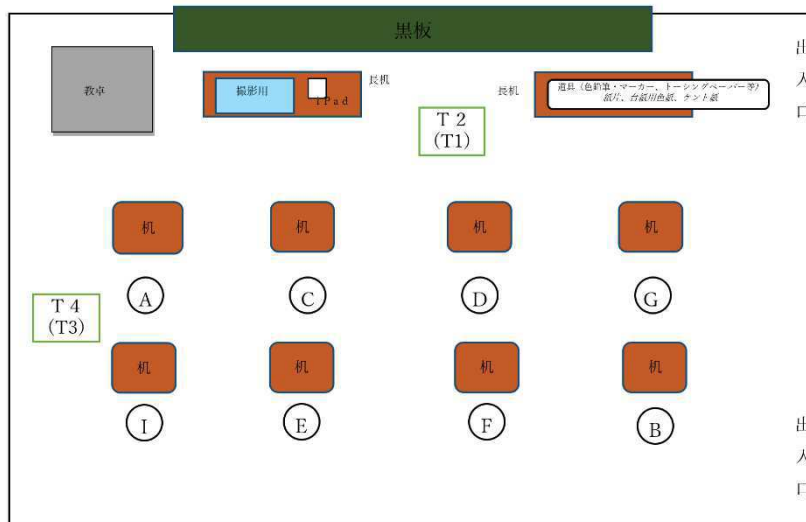 黒板
教卓
撮影用
iPad
長机
長机
道具（色鉛筆・マーカー、トーシングペーパー等）
紙片、台紙用色紙、ケント紙
出入口
T 2
(T1)
机
机
机
机
A
C
D
G
T 4
(T3)
机
机
机
机
I
E
F
B
出入口